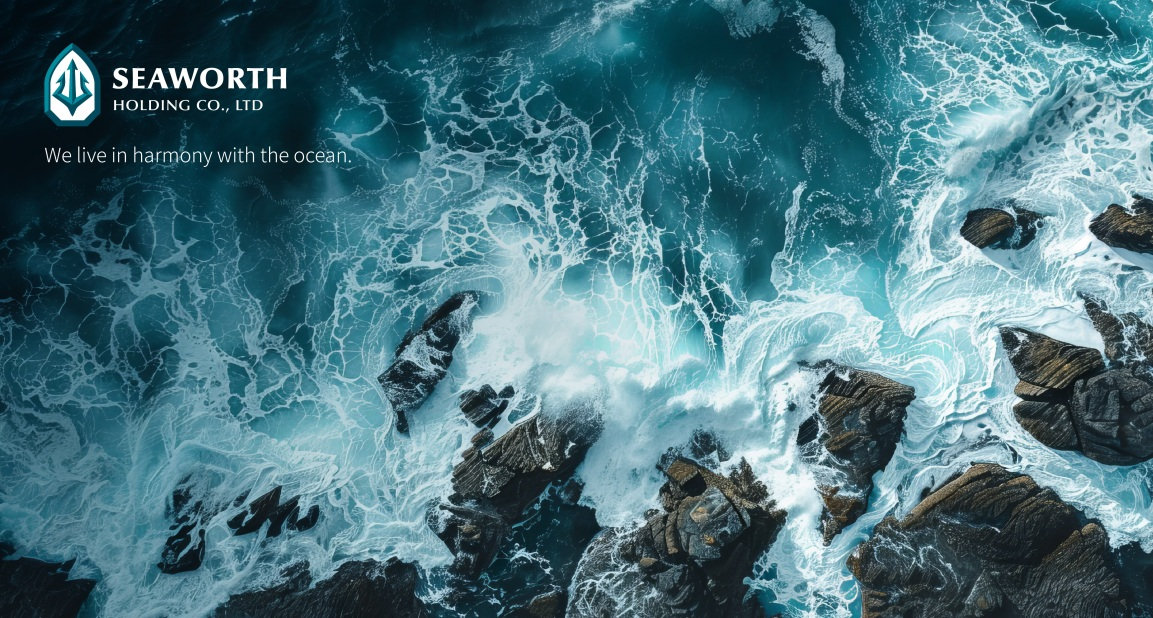 SEAWORTH
HOLDING CO., LTD
We live in harmony with the ocean.